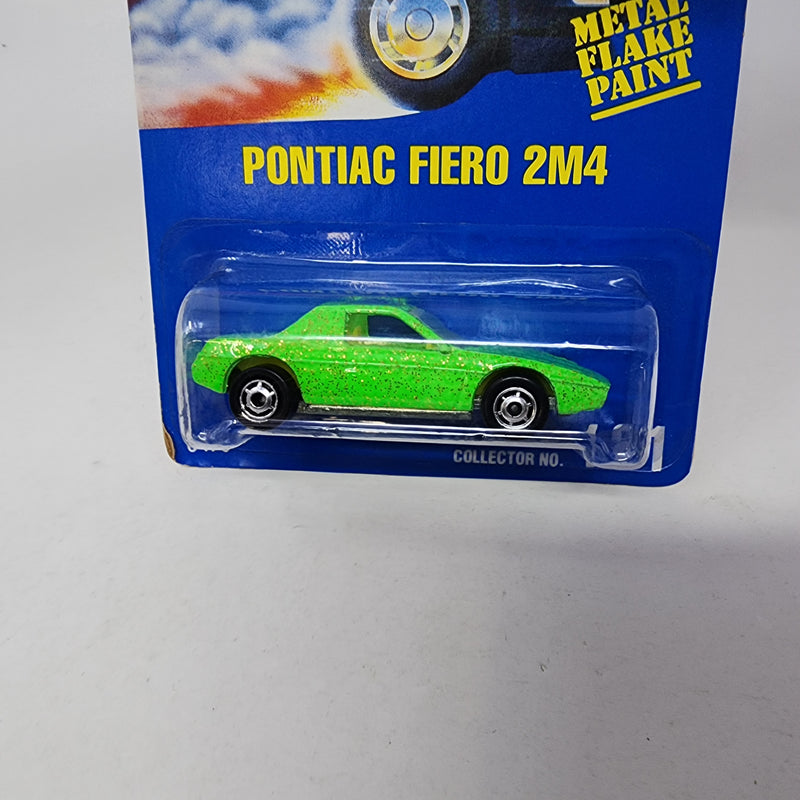 METAL
FLAKE
PAINT
PONTIAC FIERO 2M4
COLLECTOR NO.